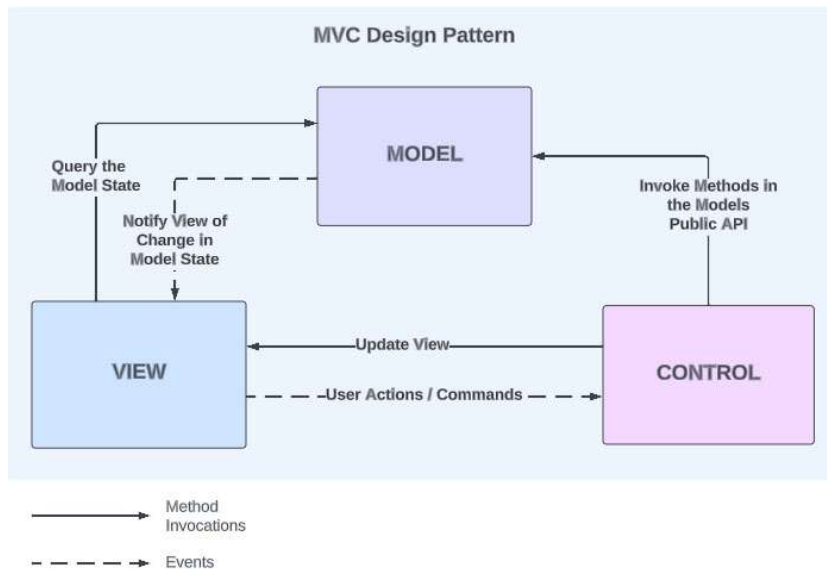 MVC Design Pattern
MODEL
Query the
Model State
Invoke Methods in
the Models
Public API
Notify View of
Change in
Model State
VIEW
Update View
CONTROL
User Actions / Commands
Method
Invocations
Events